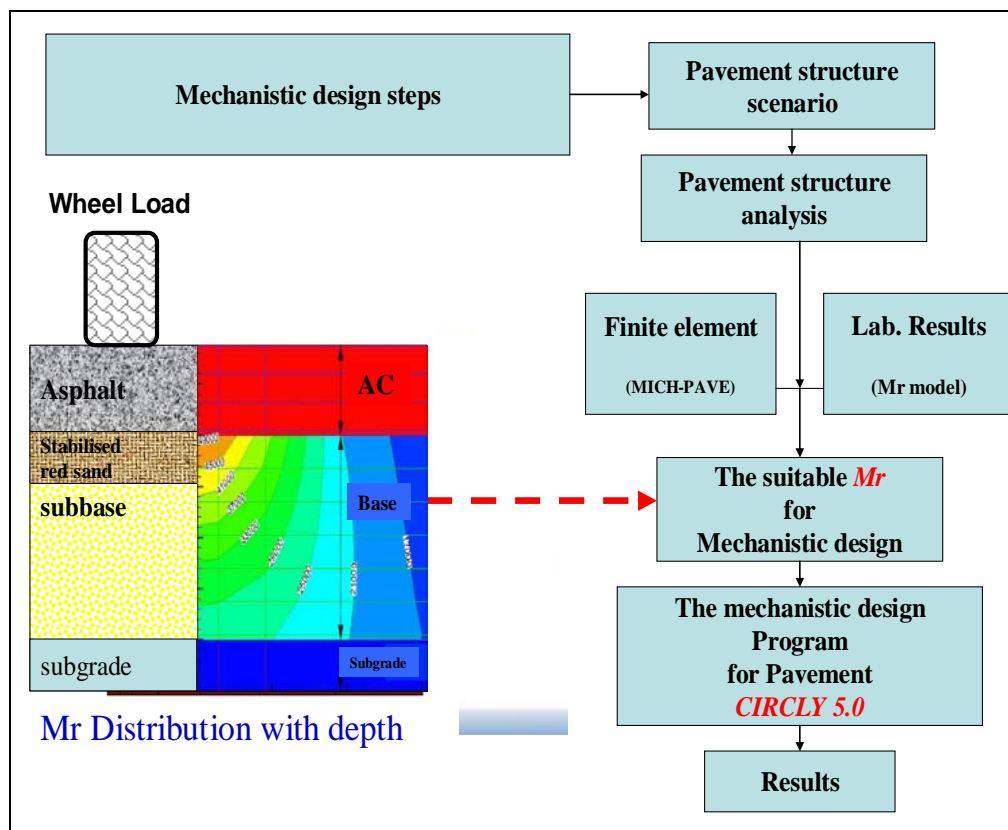 Mechanistic design steps
Pavement structure
scenario
Pavement structure
analysis
Wheel Load
Finite element
(MICH-PAVE)
Lab. Results
(Mr model)
Asphalt
AC
Stabilised
red sand
subbase
Base
The suitable Mr
for
Mechanistic design
The mechanistic design
Program
for Pavement
CIRCLY 5.0
subgrade
Subgrade
Mr Distribution with depth
Results